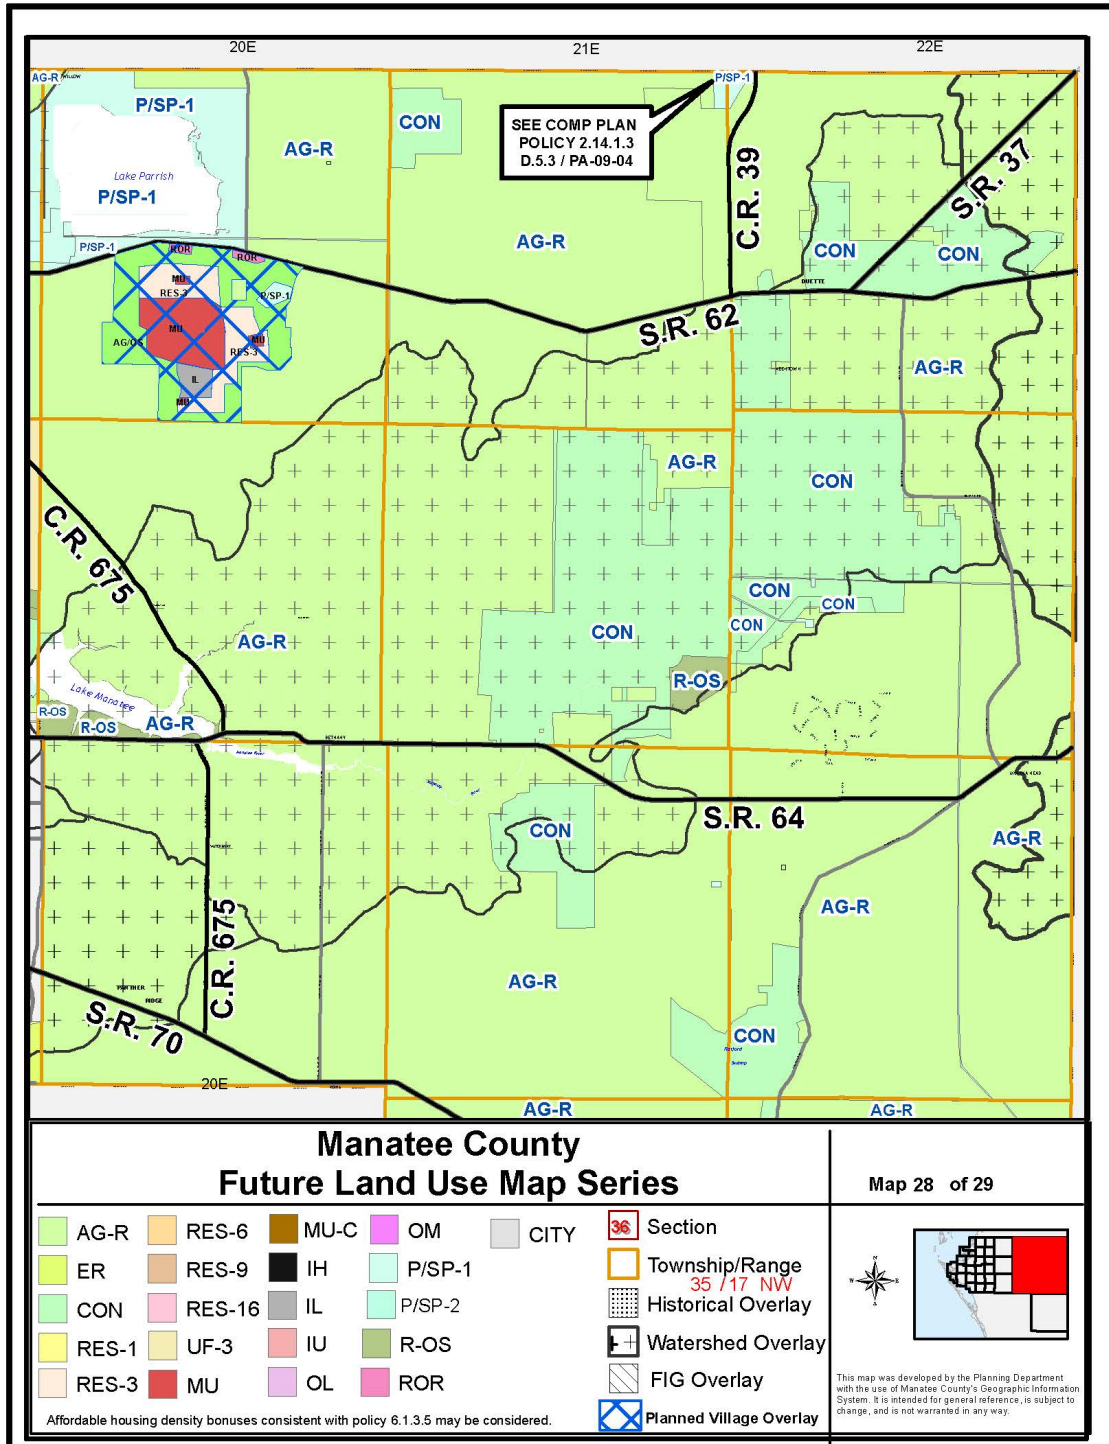 20E
21E
22E
AG-R
WILLOW
P/SP-1
P/SP-1
CON
SEE COMP PLAN
POLICY 2.14.1.3
D.5.3 / PA-09-04
AG-R
Lake Parrish
P/SP-1
C.R. 39
S.R. 37
P/SP-1
ROR
ROR
AG-R
CON
CON
DUETTE
MU
RES-3
P/SP-1
S.R. 62
MU
AG/OS
MU
RES-3
IL
MU
AG-R
AG-R
CON
C.R. 675
CON
CON
CON
CON
AG-R
R-OS
Lake Manatee
R-OS
R-OS
AG-R
S.R. 64
CON
AG-R
AG-R
C.R. 675
AG-R
PANTHER
RIDGE
S.R. 70
CON
Swamp
20E
AG-R
AG-R
Manatee County
Future Land Use Map Series
Map 28 of 29
AG-R
ER
CON
RES-1
RES-3
RES-6
RES-9
RES-16
UF-3
MU
MU-C
IH
IL
IU
OL
OM
P/SP-1
P/SP-2
R-OS
ROR
CITY
36 Section
Township/Range
35 / 17 NW
Historical Overlay
Watershed Overlay
FIG Overlay
Planned Village Overlay
N
W E
S
Affordable housing density bonuses consistent with policy 6.1.3.5 may be considered.
This map was developed by the Planning Department
with the use of Manatee County's Geographic Information
System. It is intended for general reference, is subject to
change, and is not warranted in any way.